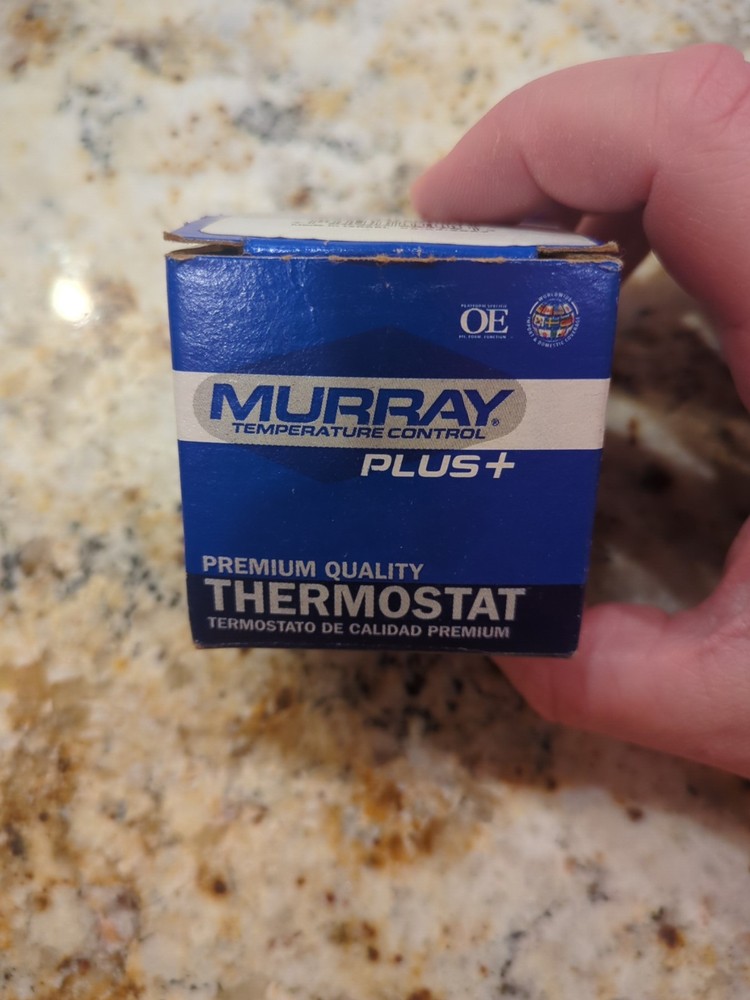 OE
MURRAY®
TEMPERATURE CONTROL
PLUS+
PREMIUM QUALITY
THERMOSTAT
TERMOSTATO DE CALIDAD PREMIUM